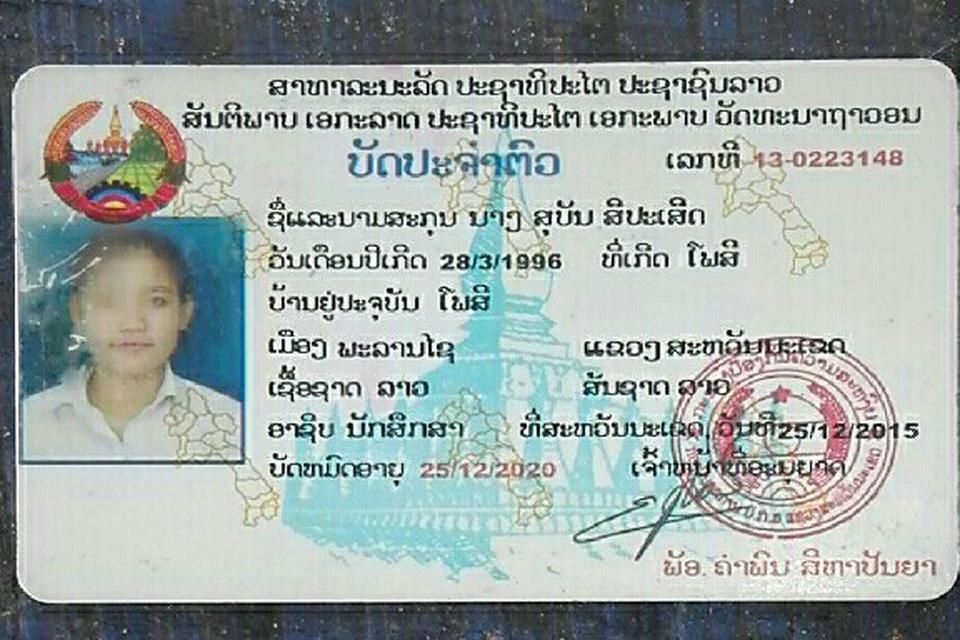 ສາທາລະນະລັດ ປະຊາທິປະໄຕ ປະຊາຊົນລາວ
ສັນຕິພາບ ເອກະລາດ ປະຊາທິປະໄຕ ເອກະພາບ ວັດທະນາຖາວອນ
ບັດປະຈຳຕົວ ເລກທີ 13-0223148
ຊື່ແລະນາມສະກຸນ ນາງ ສຸບັນ ສີປະເສີດ
ວັນເດືອນປີເກີດ 28/3/1996 ທີ່ເກີດ ໂພສີ
ບ້ານຢູ່ປະຈຸບັນ ໂພສີ
ເມືອງ ພະລານໄຊ ແຂວງ ສະຫວັນນະເຂດ
ເຊື້ອຊາດ ລາວ ສັນຊາດ ລາວ
ອາຊີບ ນັກສຶກສາ ທີ່ສະຫວັນນະເຂດ, ວັນທີ 25/12/2015
ບັດຫມົດອາຍຸ 25/12/2020 ເຈົ້າຫນ້າທີ່ອະນຸຍາດ
ພັອ. ຄຳພົນ ສີຫາປັນຍາ